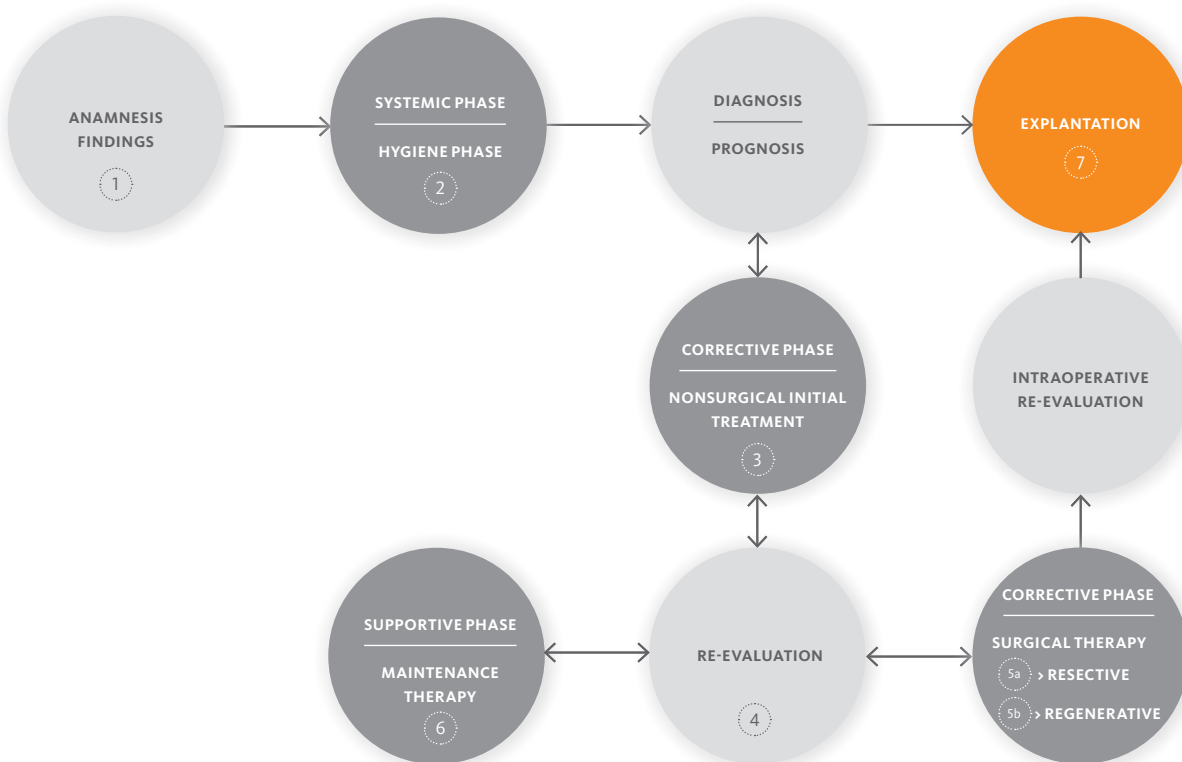 ANAMNESIS
FINDINGS
1
SYSTEMIC PHASE
HYGIENE PHASE
2
DIAGNOSIS
PROGNOSIS
EXPLANTATION
7
CORRECTIVE PHASE
NONSURGICAL INITIAL
TREATMENT
3
INTRAOPERATIVE
RE-EVALUATION
SUPPORTIVE PHASE
MAINTENANCE
THERAPY
6
RE-EVALUATION
4
CORRECTIVE PHASE
SURGICAL THERAPY
5a › RESECTIVE
5b › REGENERATIVE